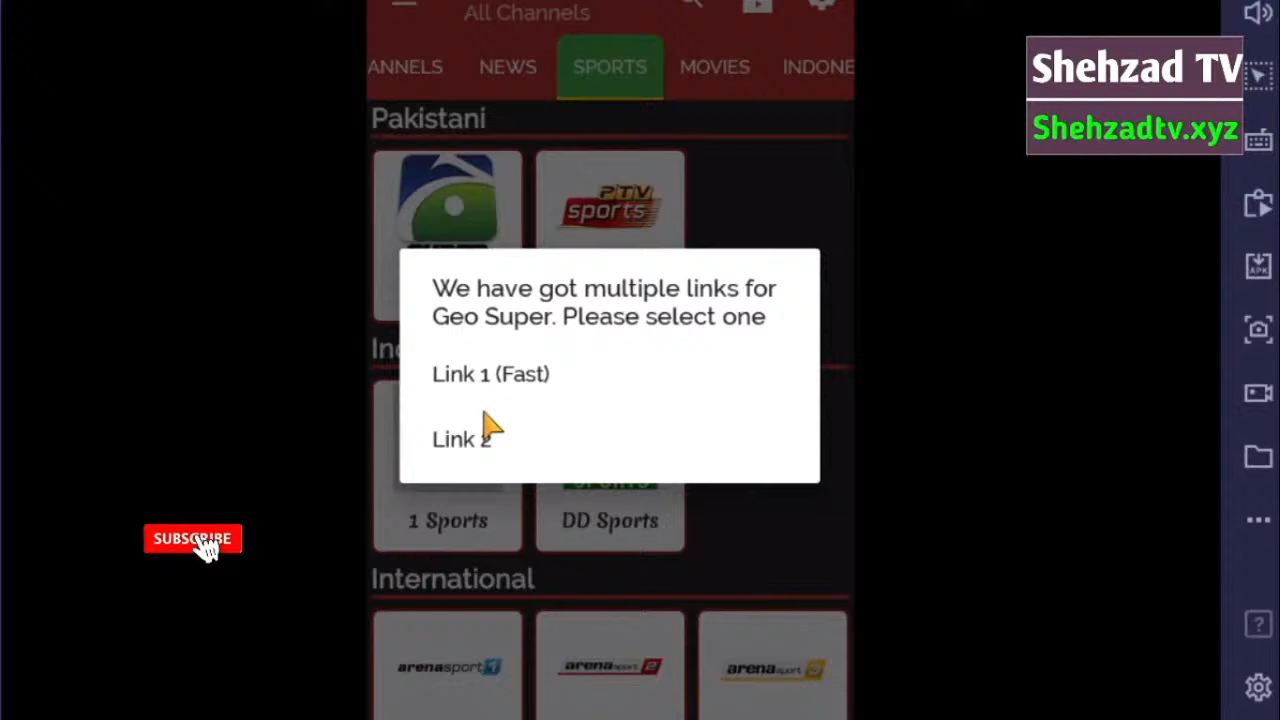 All Channels
ANNELS NEWS SPORTS MOVIES INDONE
Shehzad TV
Shehzadtv.xyz
Pakistani
PTV
sports
We have got multiple links for
Geo Super. Please select one
Link 1 (Fast)
Link 2
1 Sports
DD Sports
SUBSCRIBE
International
arenasport 1
arenasport 2
arenasport 3
APK